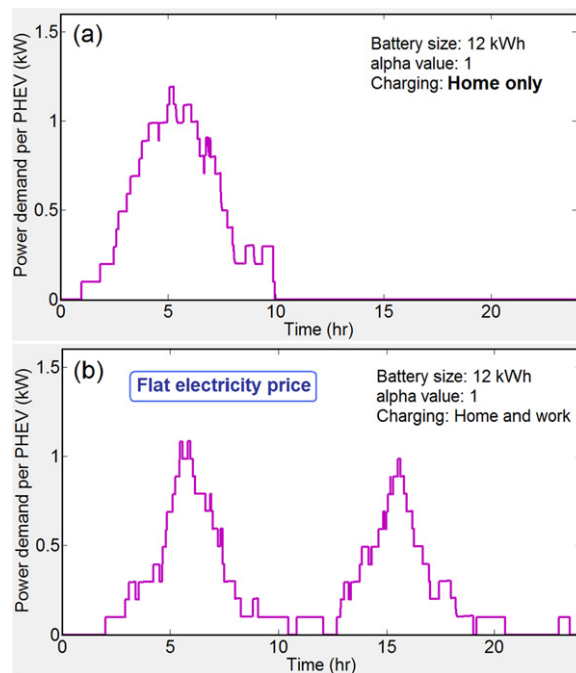 (a)
Battery size: 12 kWh
alpha value: 1
Charging: Home only
Power demand per PHEV (kW)
1.5
1
0.5
0
0 5 10 15 20
Time (hr)
(b)
Flat electricity price
Battery size: 12 kWh
alpha value: 1
Charging: Home and work
Power demand per PHEV (kW)
1.5
1
0.5
0
0 5 10 15 20
Time (hr)